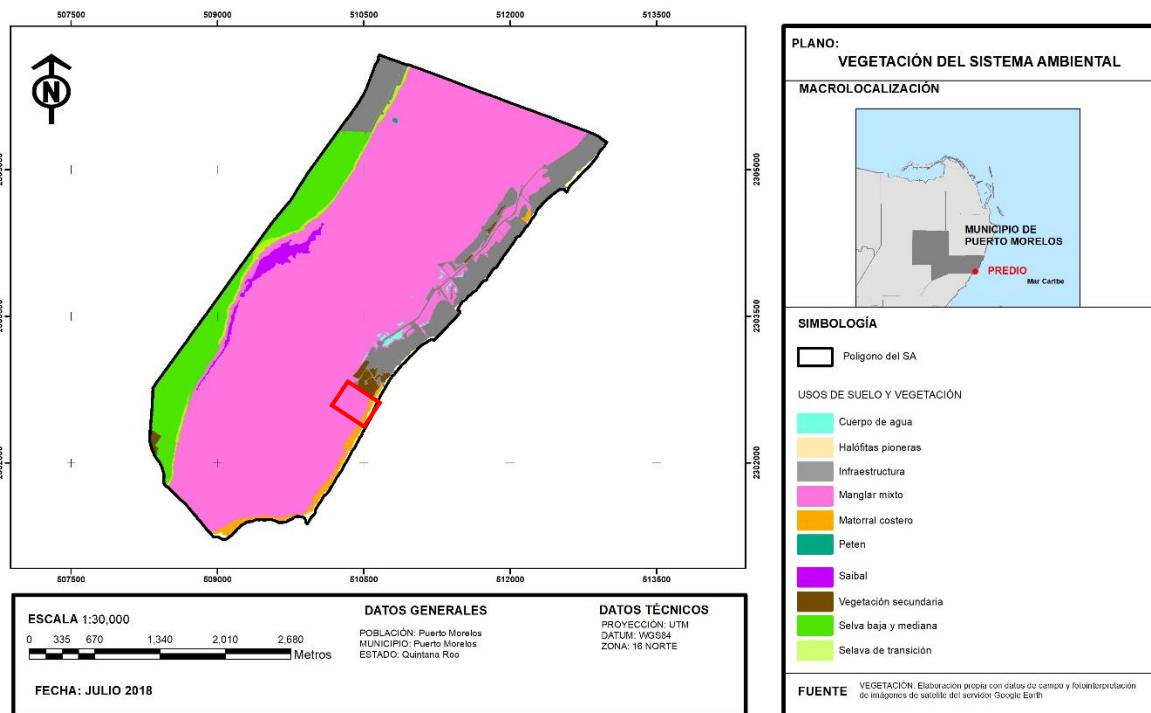 507500 509000 510500 512000 513500
N
2305000 2305000
2303500 2303500
2302000 2302000
507500 509000 510500 512000 513500
ESCALA 1:30,000
0 335 670 1,340 2,010 2,680
Metros
FECHA: JULIO 2018
DATOS GENERALES
POBLACIÓN: Puerto Morelos
MUNICIPIO: Puerto Morelos
ESTADO: Quintana Roo
DATOS TÉCNICOS
PROYECCIÓN: UTM
DATUM: WGS84
ZONA: 16 NORTE
PLANO:
VEGETACIÓN DEL SISTEMA AMBIENTAL
MACROLOCALIZACIÓN
MUNICIPIO DE
PUERTO MORELOS
PREDIO
Mar Caribo
SIMBOLOGÍA
Poligono del SA
USOS DE SUELO Y VEGETACIÓN
Cuerpo de agua
Halófitas pioneras
Infraestructura
Manglar mixto
Matorral costero
Peten
Saibal
Vegetación secundaria
Selva baja y mediana
Selava de transición
FUENTE
VEGETACIÓN. Elaboración propia con datos de campo y fotointerpretación
de imágenes de satelite del servidor Google Earth